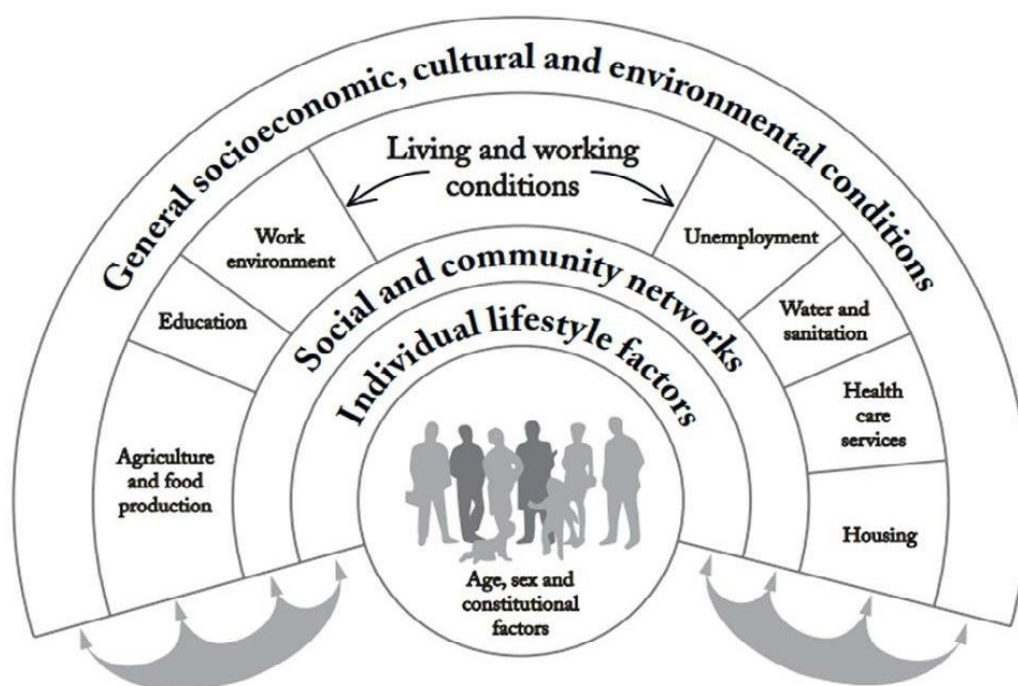 General socioeconomic, cultural and environmental conditions
Living and working
conditions
Work
environment
Unemployment
Education
Water and
sanitation
Agriculture
and food
production
Health
care
services
Housing
Social and community networks
Individual lifestyle factors
Age, sex and
constitutional
factors